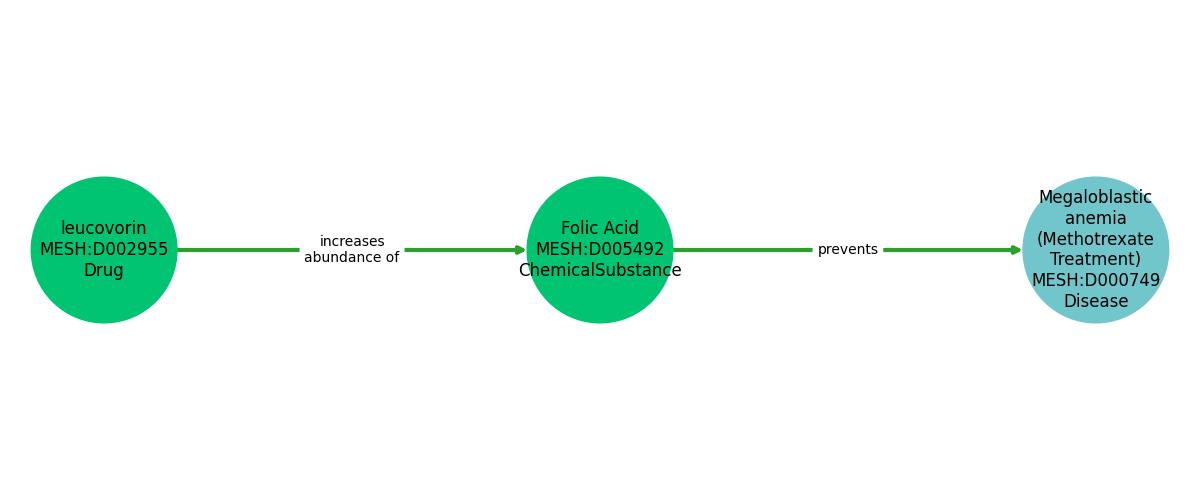 leucovorin
MESH:D002955
Drug
increases
abundance of
Folic Acid
MESH:D005492
ChemicalSubstance
prevents
Megaloblastic
anemia
(Methotrexate
Treatment)
MESH:D000749
Disease